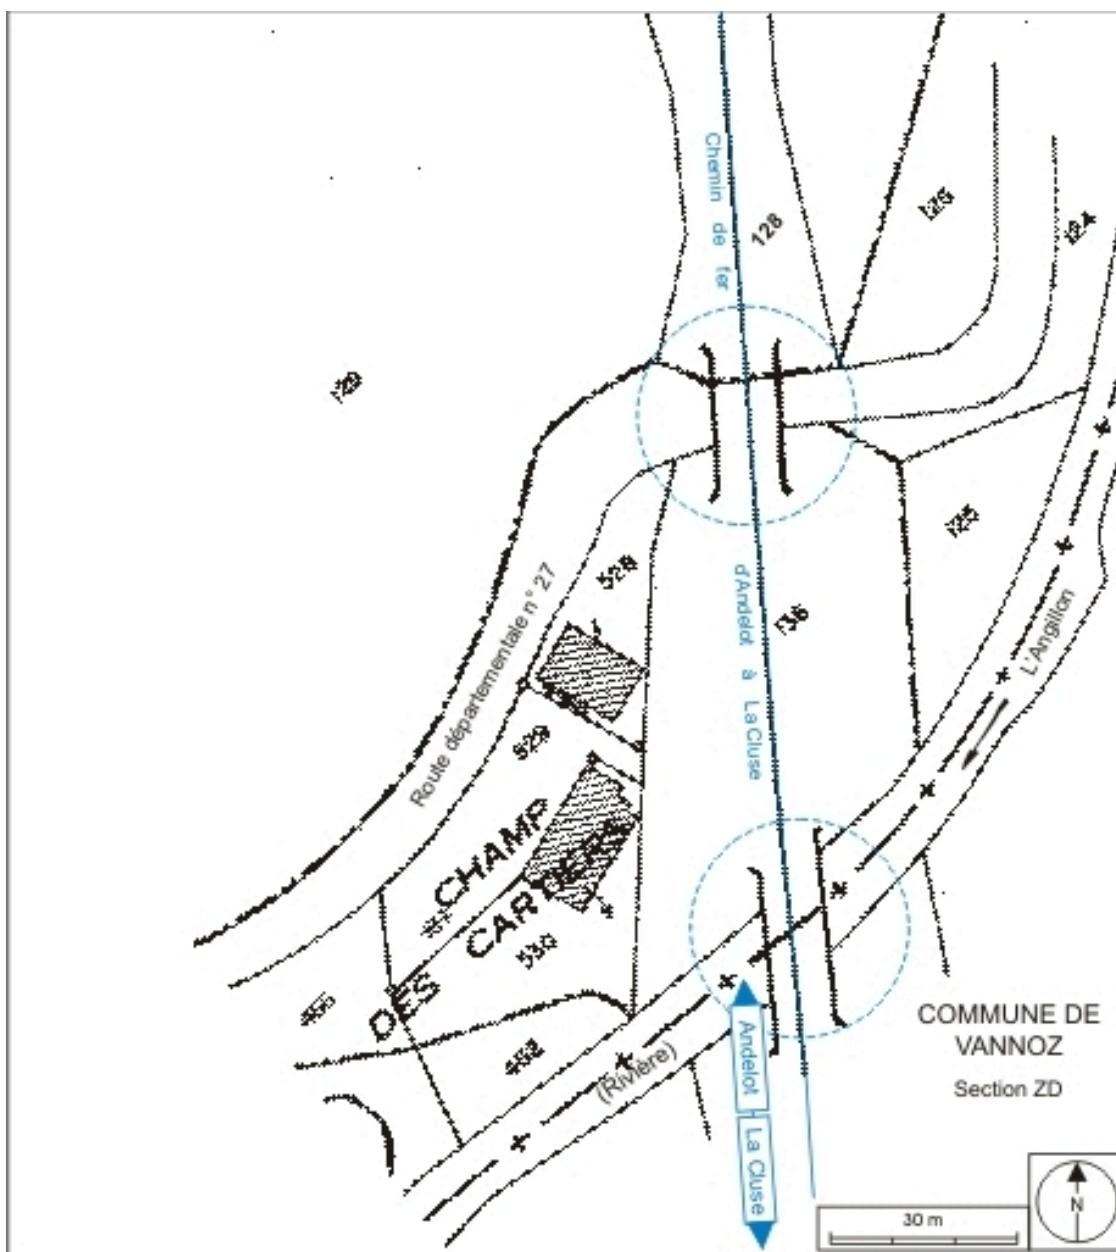 Chemin de fer
d'Andelot à La Cluse
128
126
124
129
125
136
528
Route départementale n° 27
529
L'Angillon
CHAMP
DES CARTIERS
530
452
(Rivière)
Andelot
La Cluse
COMMUNE DE
VANNOZ
Section ZD
30 m
N